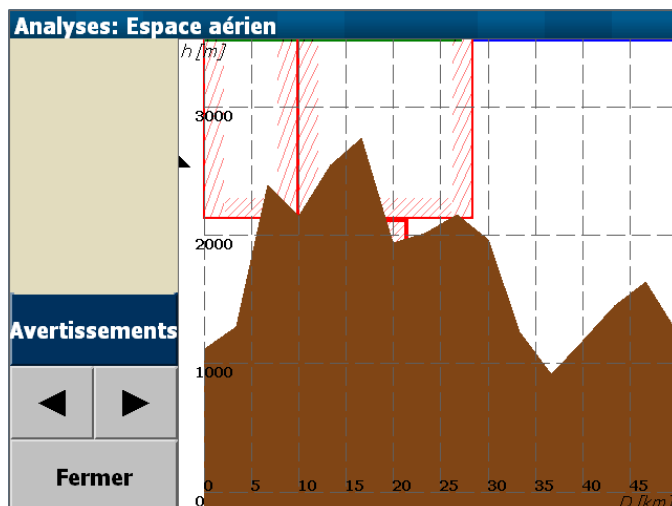 Analyses: Espace aérien
h [m]
3000
2000
Avertissements
1000
◀ ▶
Fermer
0 5 10 15 20 25 30 35 40 45
0
D [km]